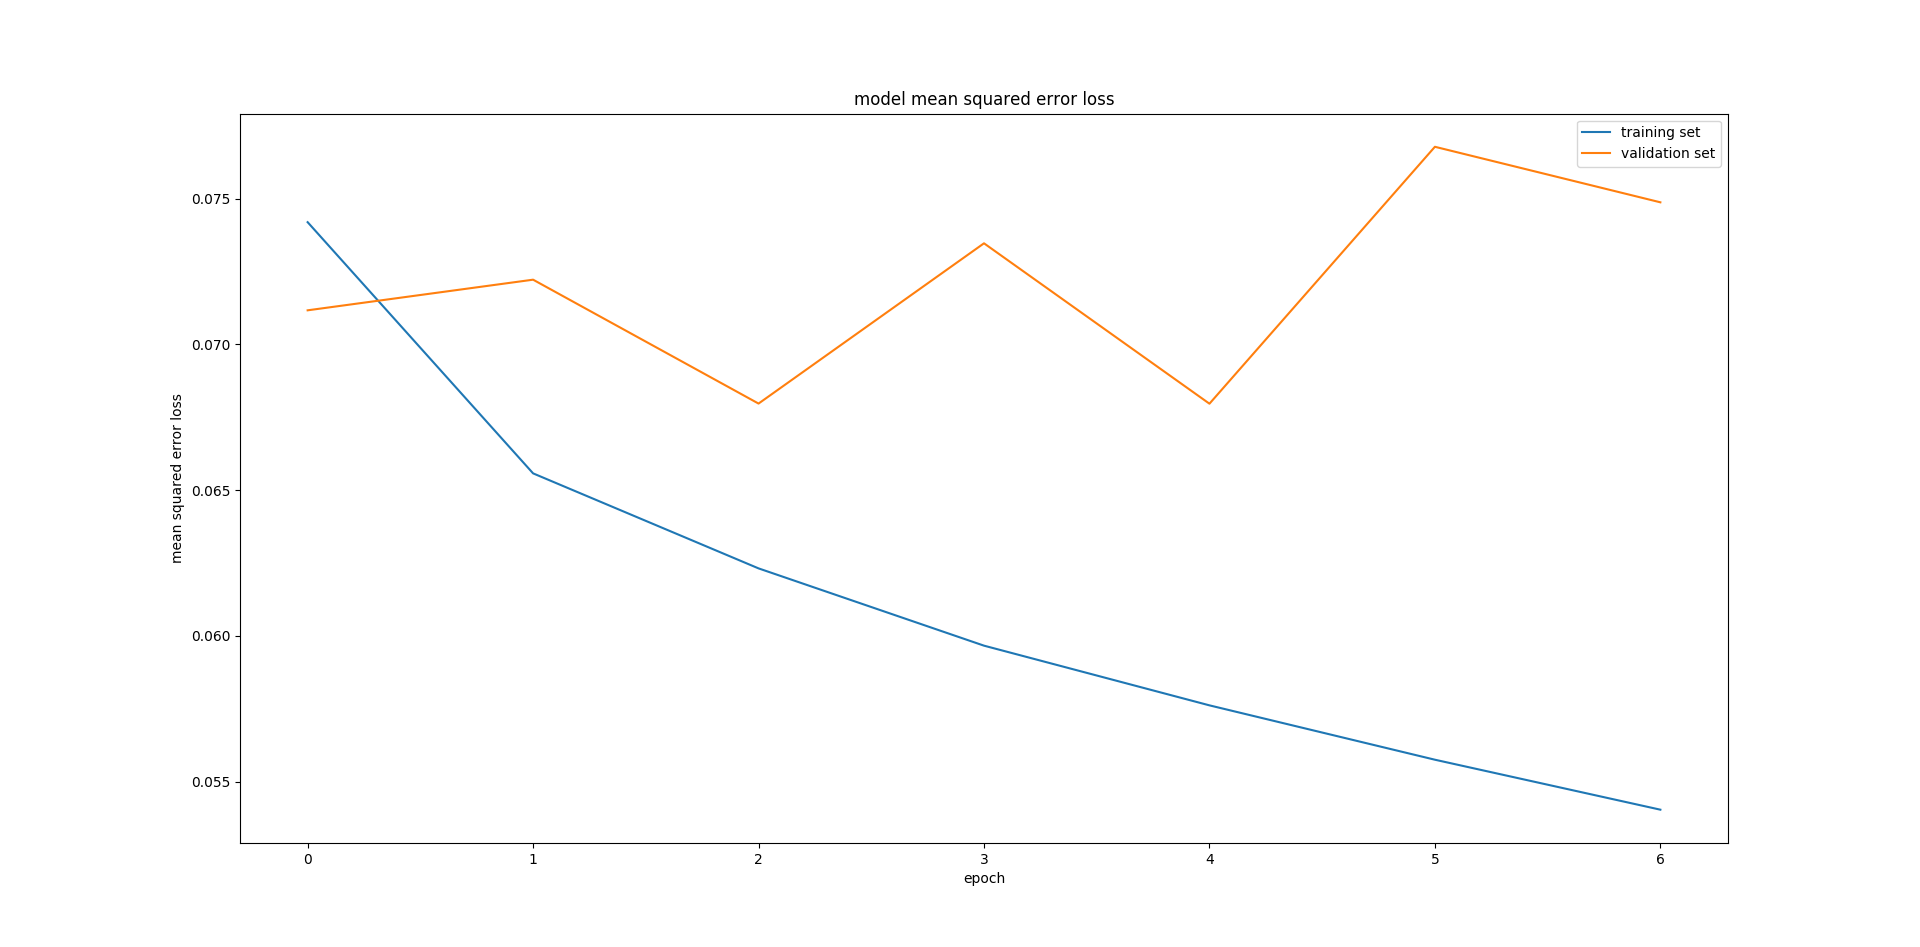 model mean squared error loss
training set
validation set
0.075
0.070
0.065
0.060
0.055
mean squared error loss
0 1 2 3 4 5 6
epoch